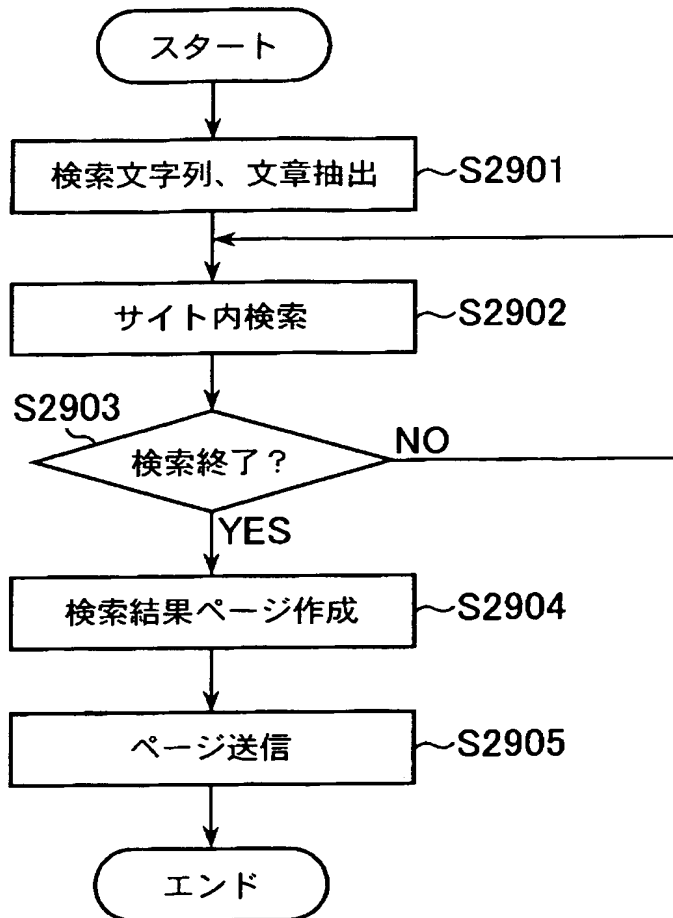 スタート
検索文字列、文章抽出
S2901
サイト内検索
S2902
S2903
検索終了？
NO
YES
検索結果ページ作成
S2904
ページ送信
S2905
エンド